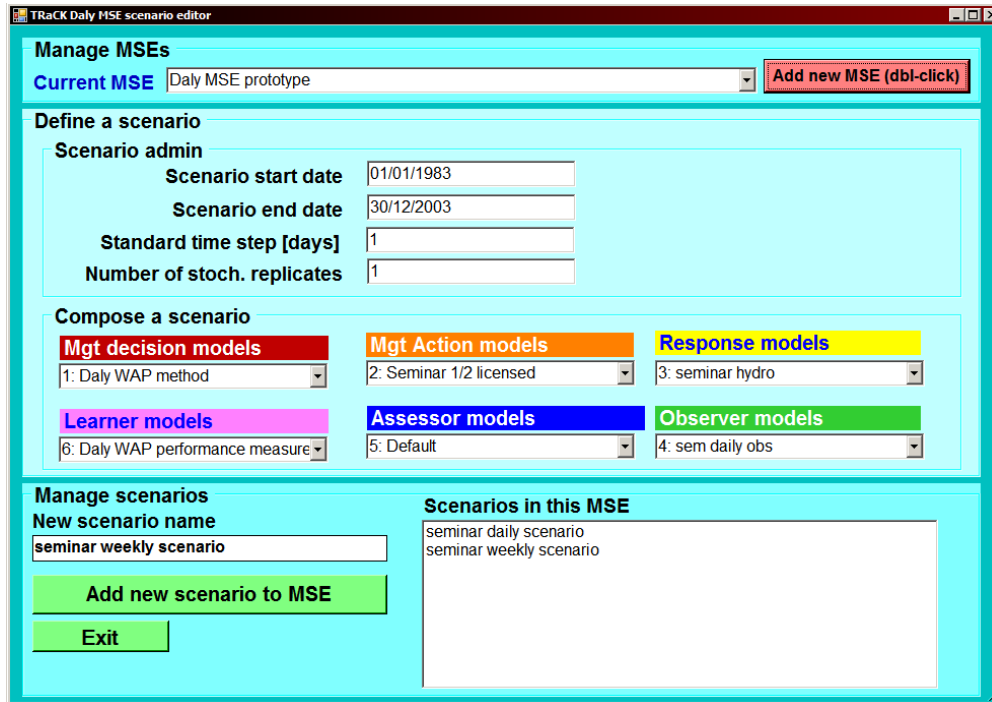 TRaCK Daly MSE scenario editor
Manage MSEs
Current MSE Daly MSE prototype Add new MSE (dbl-click)
Define a scenario
Scenario admin
Scenario start date 01/01/1983
Scenario end date 30/12/2003
Standard time step [days] 1
Number of stoch. replicates 1
Compose a scenario
Mgt decision models Mgt Action models Response models
1: Daly WAP method 2: Seminar 1/2 licensed 3: seminar hydro
Learner models Assessor models Observer models
6: Daly WAP performance measure 5: Default 4: sem daily obs
Manage scenarios
New scenario name
seminar weekly scenario
Add new scenario to MSE
Exit
Scenarios in this MSE
seminar daily scenario
seminar weekly scenario